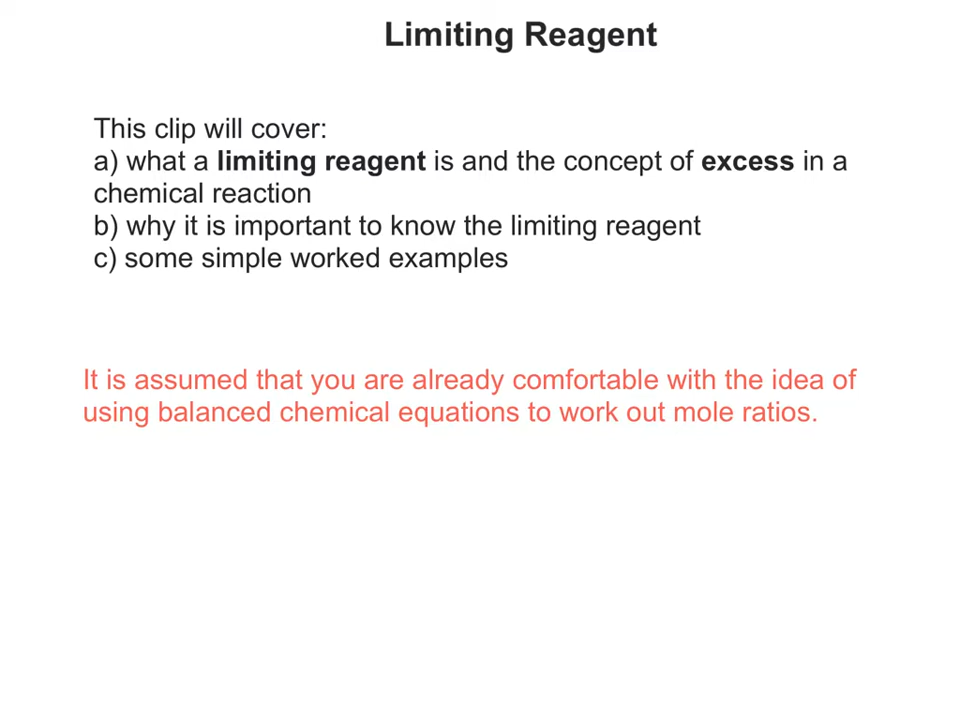 Limiting Reagent
This clip will cover:
a) what a limiting reagent is and the concept of excess in a
chemical reaction
b) why it is important to know the limiting reagent
c) some simple worked examples
It is assumed that you are already comfortable with the idea of
using balanced chemical equations to work out mole ratios.